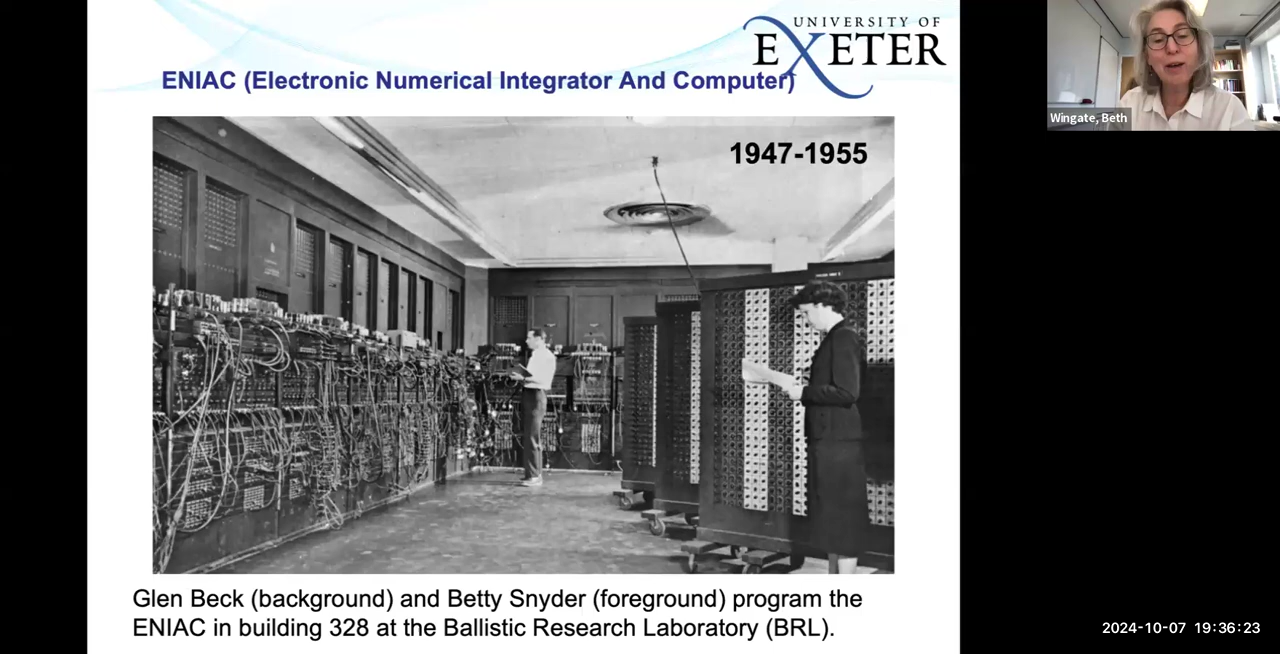 UNIVERSITY OF
EXETER
ENIAC (Electronic Numerical Integrator And Computer)
1947-1955
Glen Beck (background) and Betty Snyder (foreground) program the
ENIAC in building 328 at the Ballistic Research Laboratory (BRL).
Wingate, Beth
2024-10-07 19:36:23